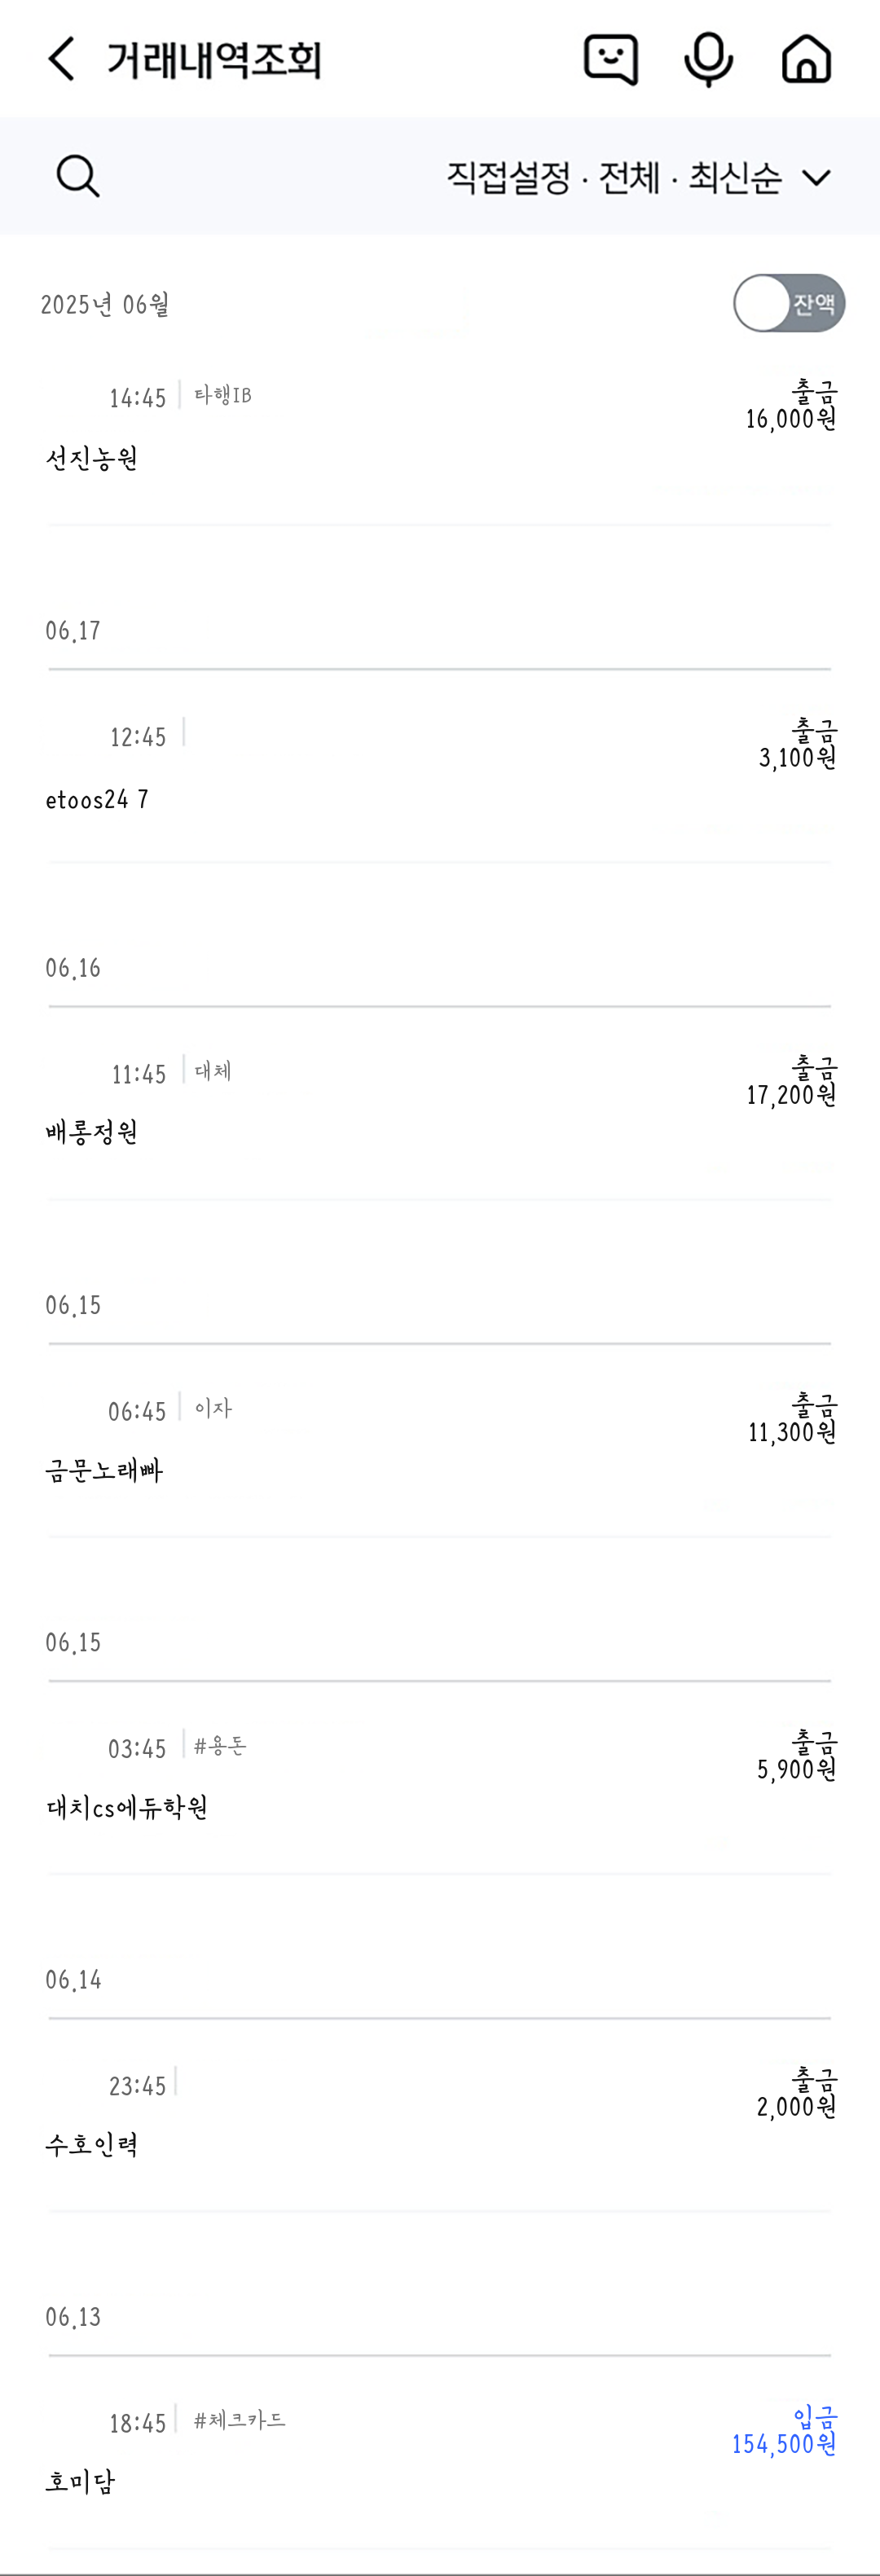 거래내역조회
직접설정 · 전체 · 최신순
2025년 06월
잔액
14:45 타행IB
출금
16,000원
선진농원
06.17
12:45
출금
3,100원
etoos24 7
06.16
11:45 대체
출금
17,200원
배롱정원
06.15
06:45 이자
출금
11,300원
금문노래빠
06.15
03:45 #용돈
출금
5,900원
대치cs에듀학원
06.14
23:45
출금
2,000원
수호인력
06.13
18:45 #체크카드
입금
154,500원
호미담